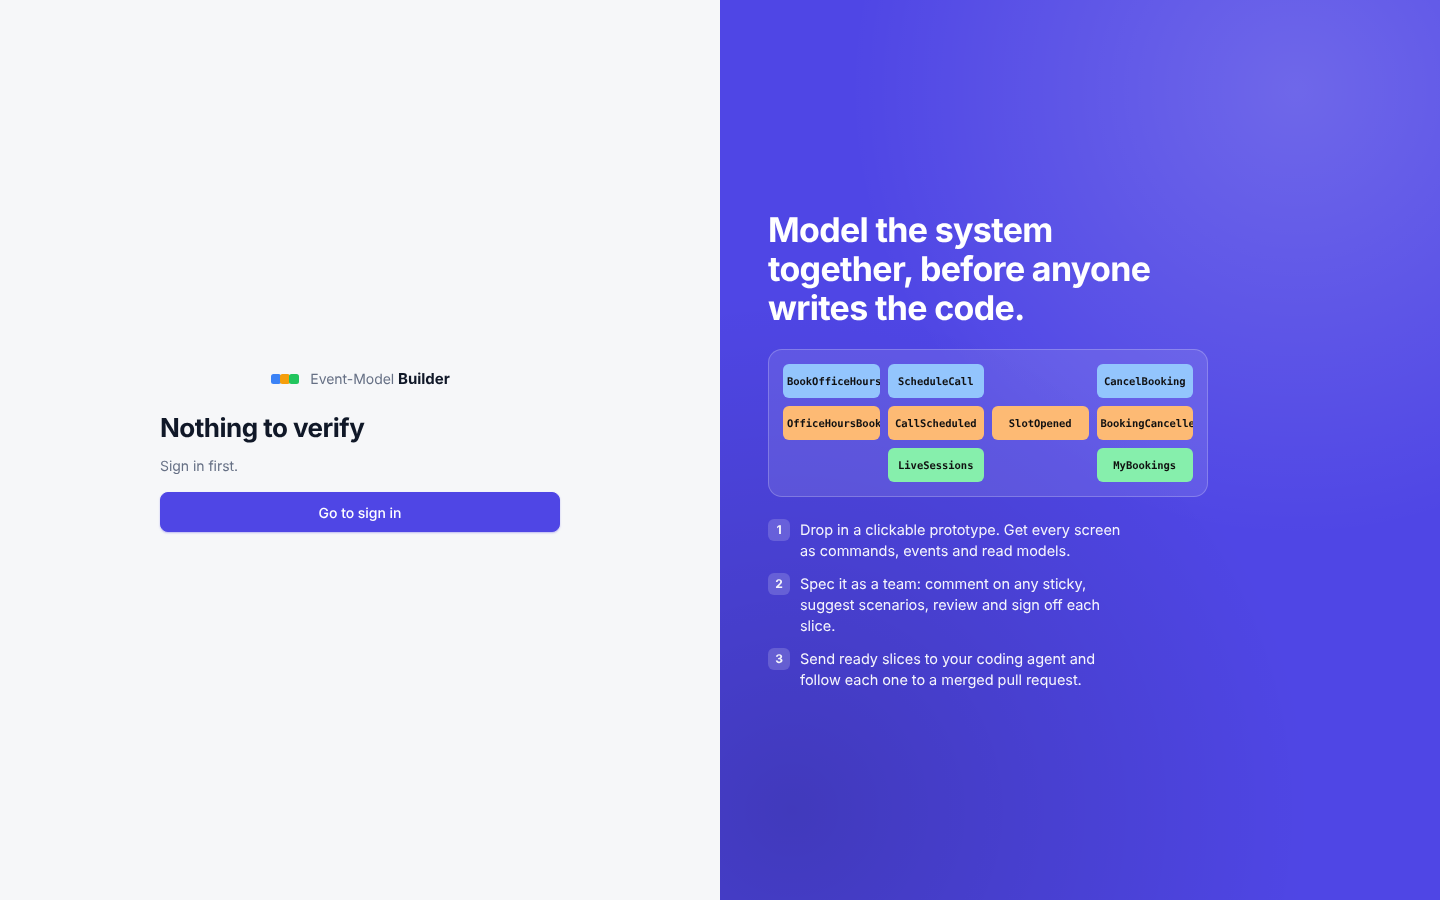 Event-Model Builder
Nothing to verify
Sign in first.
Go to sign in
Model the system
together, before anyone
writes the code.
BookOfficeHours
ScheduleCall
CancelBooking
OfficeHoursBook
CallScheduled
SlotOpened
BookingCancelle
LiveSessions
MyBookings
1 Drop in a clickable prototype. Get every screen
as commands, events and read models.
2 Spec it as a team: comment on any sticky,
suggest scenarios, review and sign off each
slice.
3 Send ready slices to your coding agent and
follow each one to a merged pull request.